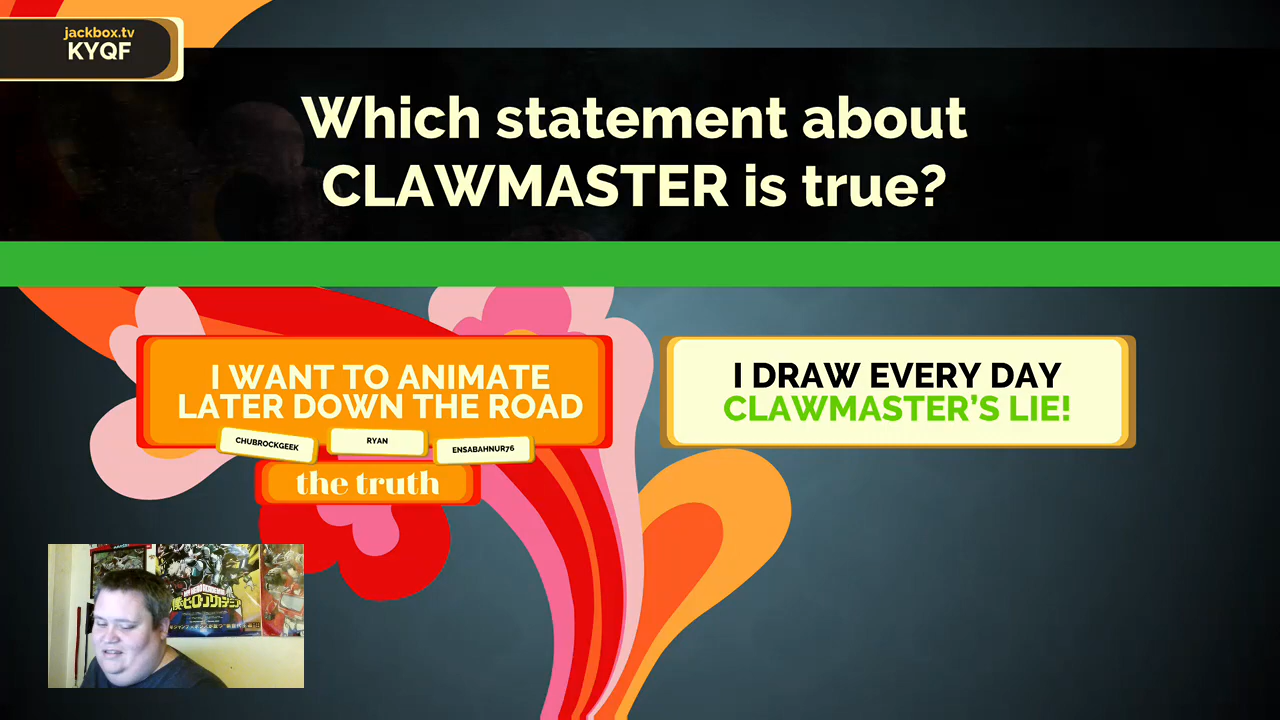 jackbox.tv
KYQF
Which statement about
CLAWMASTER is true?
I WANT TO ANIMATE
LATER DOWN THE ROAD
CHUBROCKGEEK
RYAN
ENSABAHNUR76
the truth
I DRAW EVERY DAY
CLAWMASTER'S LIE!